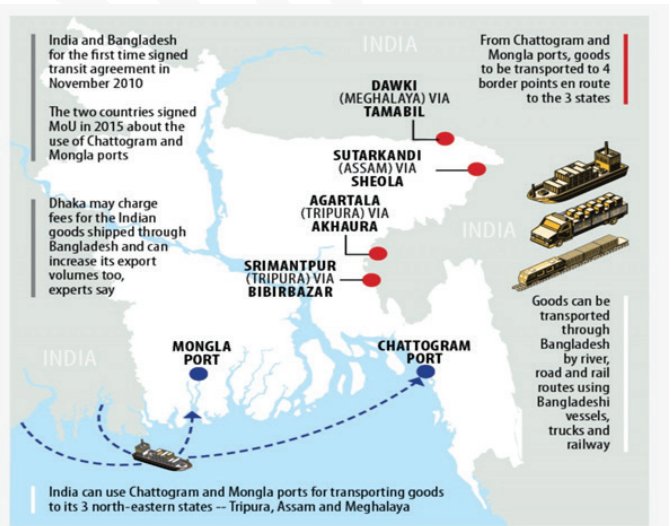 India and Bangladesh
for the first time signed
transit agreement in
November 2010
The two countries signed
MoU in 2015 about the
use of Chattogram and
Mongla ports
Dhaka may charge
fees for the Indian
goods shipped through
Bangladesh and can
increase its export
volumes too,
experts say
INDIA
From Chattogram and
Mongla ports, goods
to be transported to 4
border points en route
to the 3 states
DAWKI
(MEGHALAYA) VIA
TAMABIL
SUTARKANDI
(ASSAM) VIA
SHEOLA
AGARTALA
(TRIPURA) VIA
AKHAURA
SRIMANTPUR
(TRIPURA) VIA
BIBIRBAZAR
INDIA
Goods can be
transported
through
Bangladesh
by river,
road and rail
routes using
Bangladeshi
vessels,
trucks and
railway
INDIA
MONGLA
PORT
CHATTOGRAM
PORT
India can use Chattogram and Mongla ports for transporting goods
to its 3 north-eastern states -- Tripura, Assam and Meghalaya